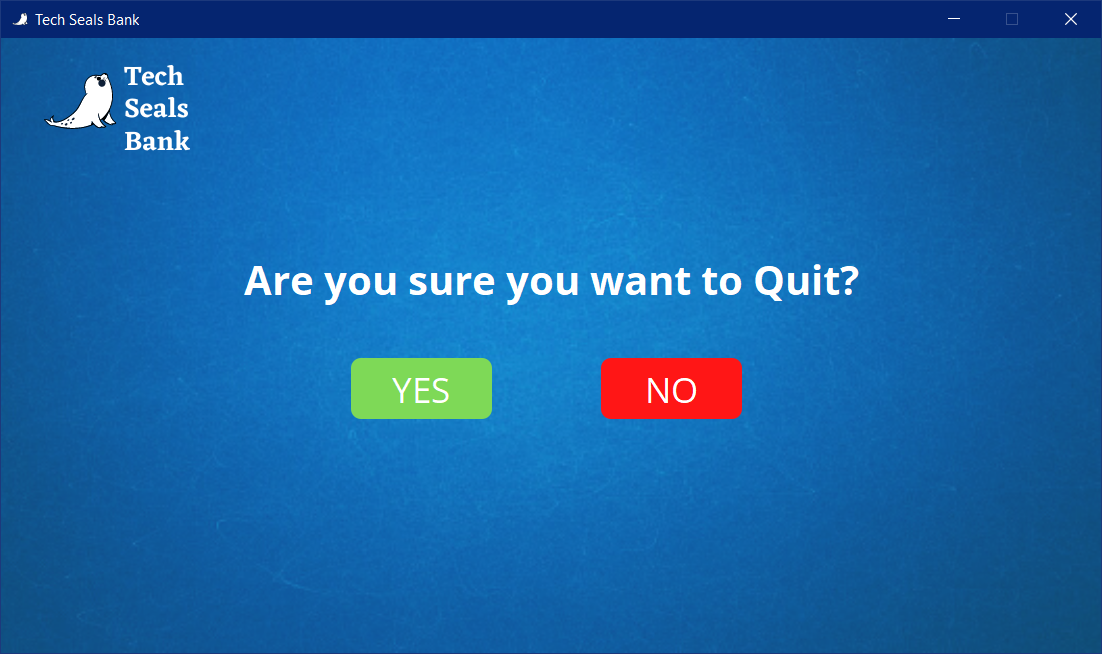 Tech Seals Bank
Tech
Seals
Bank
Are you sure you want to Quit?
YES
NO